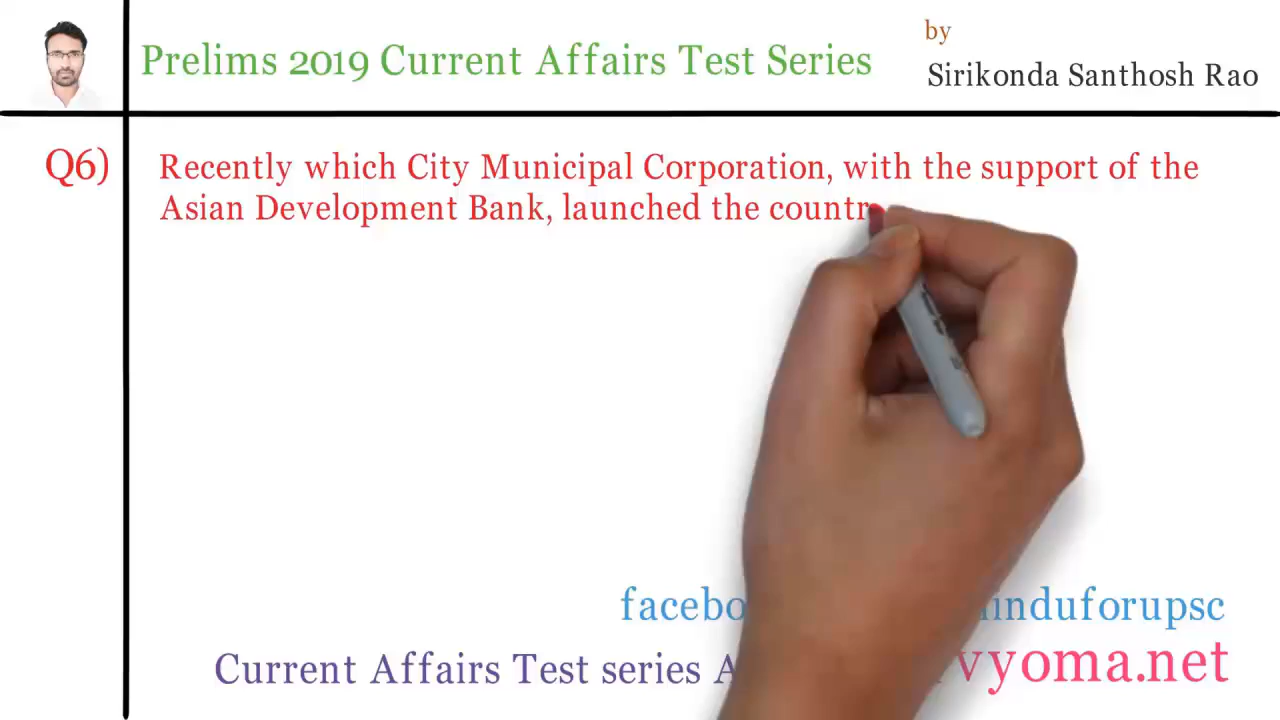 by
Prelims 2019 Current Affairs Test Series
Sirikonda Santhosh Rao
Q6) Recently which City Municipal Corporation, with the support of the
Asian Development Bank, launched the countr
facebo induforupsc
Current Affairs Test series A vyoma.net